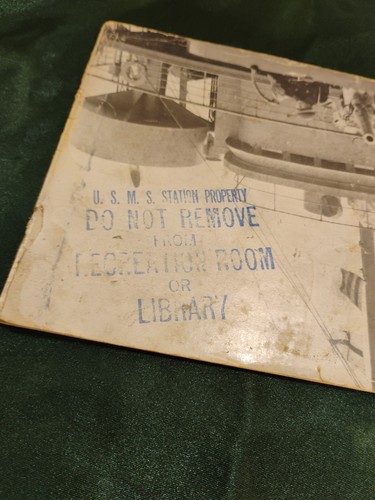 U. S. M. S. STATION PROPERTY
DO NOT REMOVE
FROM
RECREATION ROOM
OR
LIBRARY